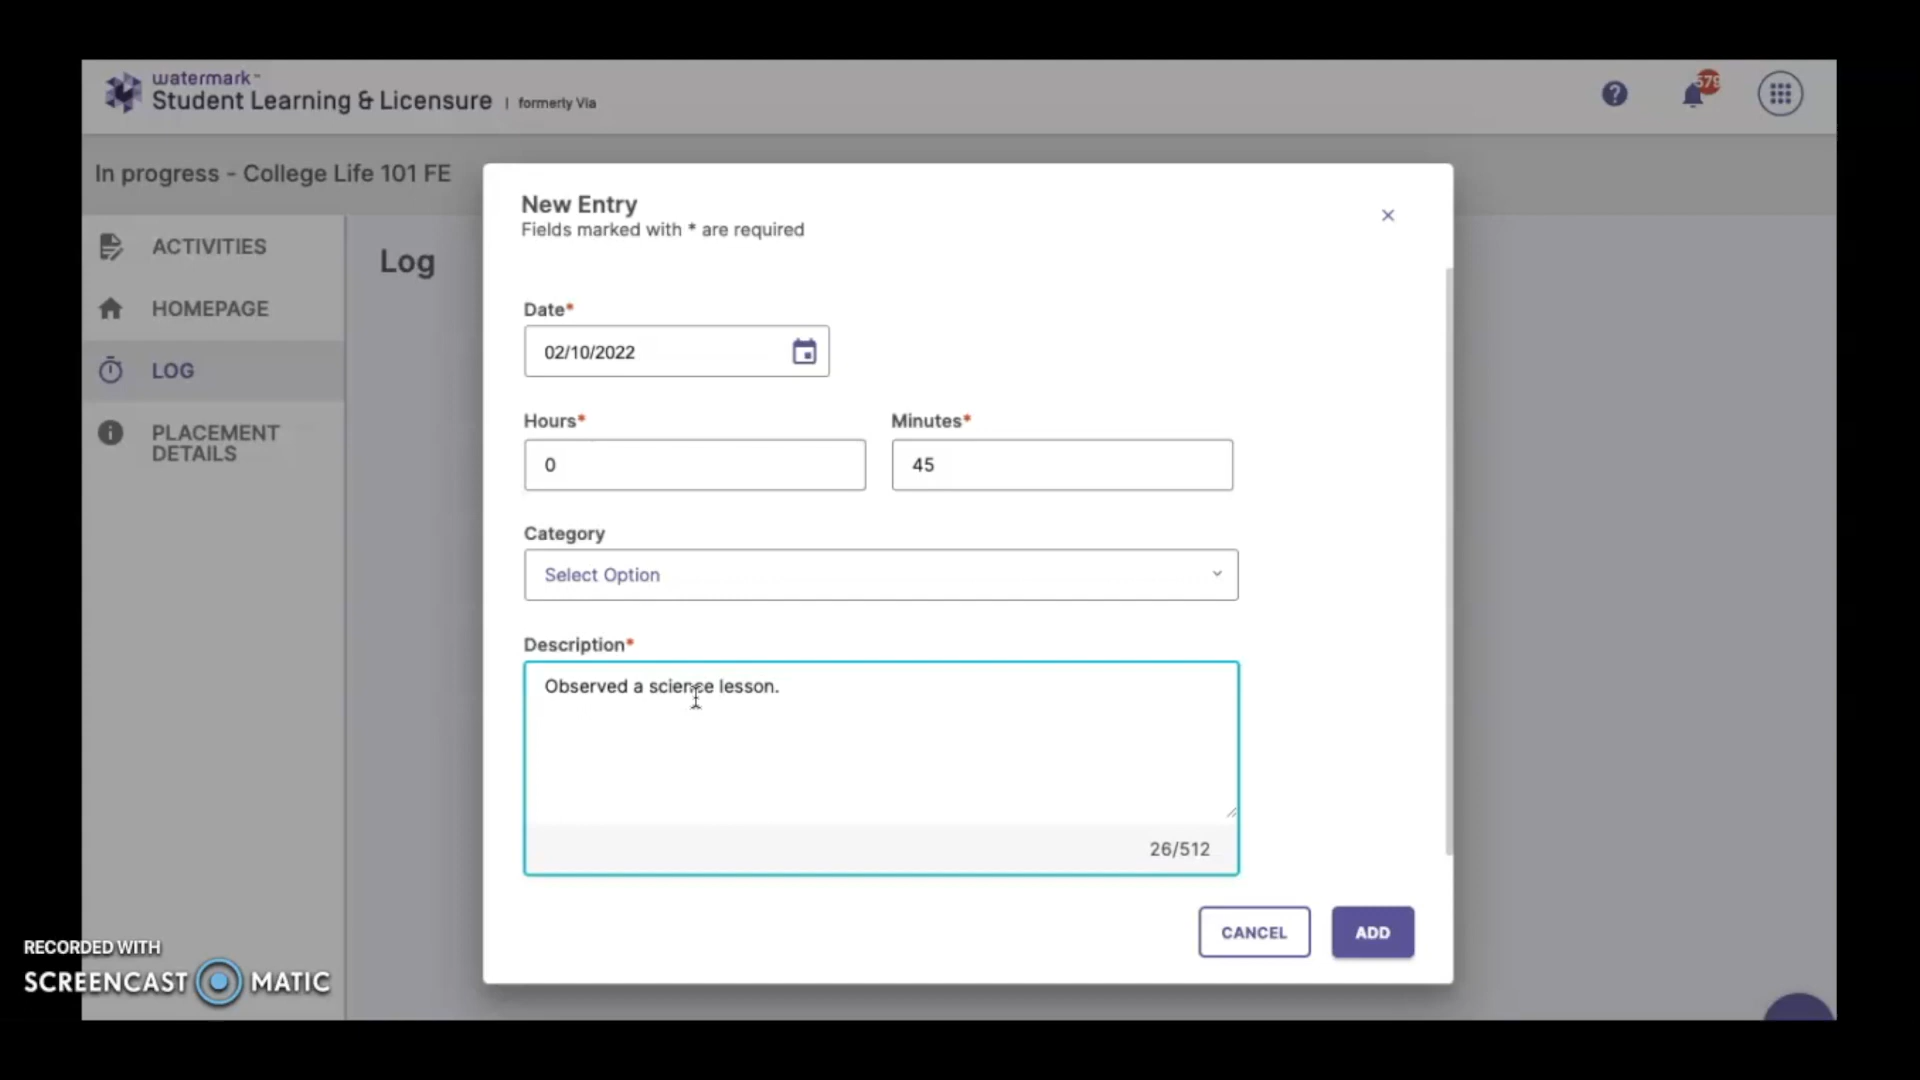 watermark™
Student Learning & Licensure | formerly Via
579
In progress - College Life 101 FE
ACTIVITIES
HOMEPAGE
LOG
PLACEMENT
DETAILS
Log
New Entry
Fields marked with * are required
Date*
02/10/2022
Hours* Minutes*
0 45
Category
Select Option
Description*
Observed a science lesson.
26/512
CANCEL ADD
RECORDED WITH
SCREENCAST MATIC